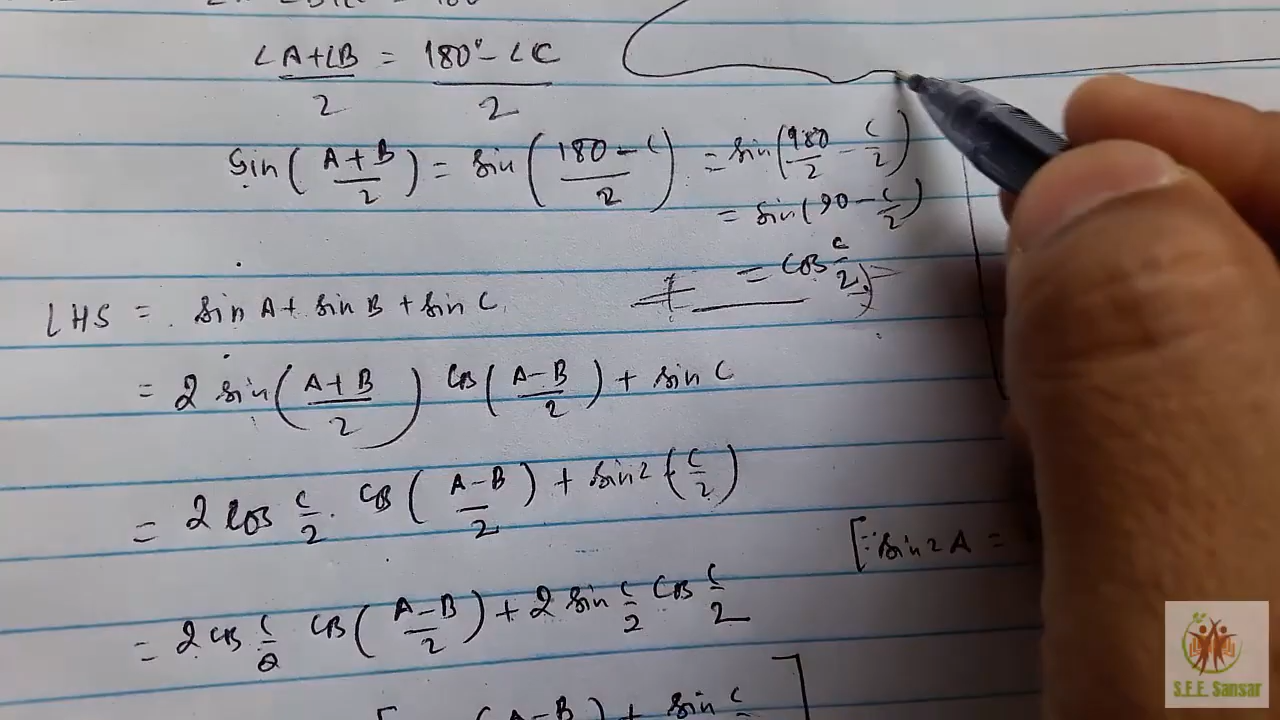 ∠A+∠B / 2 = 180° - ∠C / 2
Sin(A+B / 2) = sin(180 - C / 2) = sin(180/2 - C/2)
= sin(90 - C/2)
= cos C/2
LHS = sin A + sin B + sin C
= 2 sin(A+B / 2) cos(A-B / 2) + sin C
= 2 cos C/2 . cos(A-B / 2) + sin2(C/2)
[∵ sin 2A =
= 2 cos C/2 cos(A-B / 2) + 2 sin C/2 cos C/2
[ (A-B) + sin C ]
S.E.E. Sansar